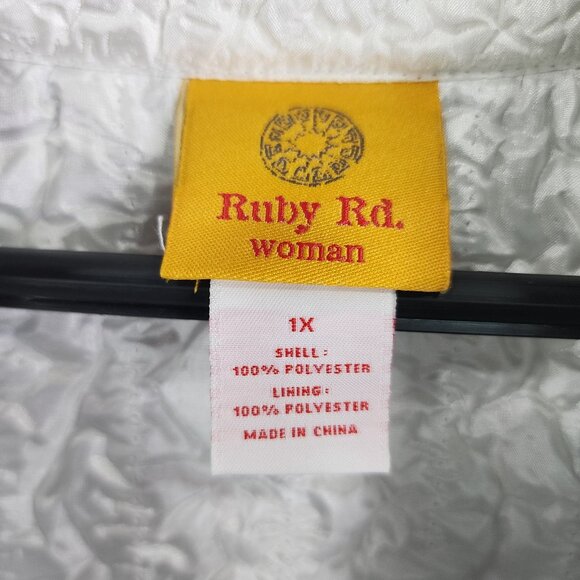 Ruby Rd.
woman
1X
SHELL:
100% POLYESTER
LINING:
100% POLYESTER
MADE IN CHINA